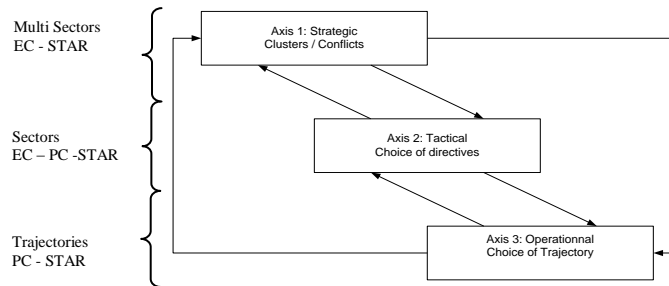 Multi Sectors
EC - STAR
Axis 1: Strategic
Clusters / Conflicts
Sectors
EC – PC -STAR
Axis 2: Tactical
Choice of directives
Trajectories
PC - STAR
Axis 3: Operationnal
Choice of Trajectory